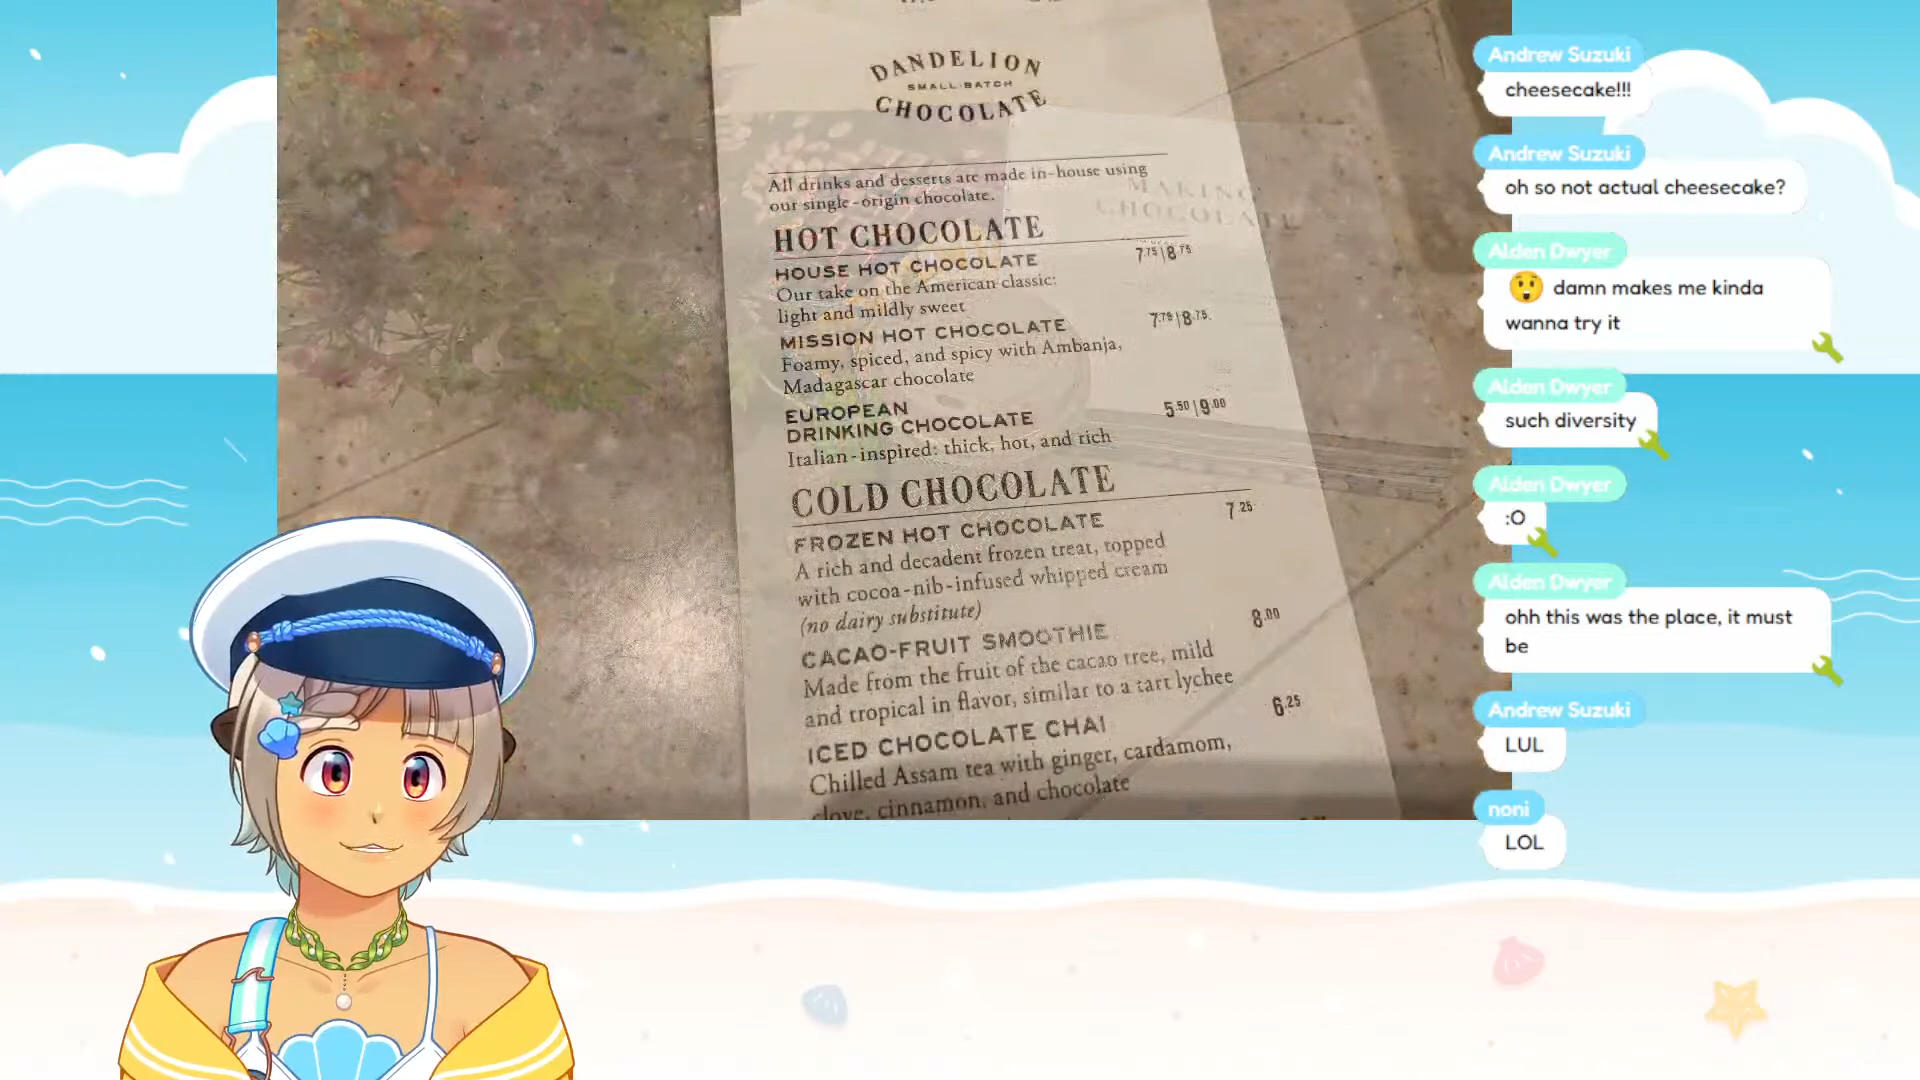 DANDELION
SMALL-BATCH
CHOCOLATE
All drinks and desserts are made in-house using
our single-origin chocolate.
HOT CHOCOLATE
HOUSE HOT CHOCOLATE 7.75|8.75
Our take on the American classic:
light and mildly sweet
MISSION HOT CHOCOLATE 7.75|8.75
Foamy, spiced, and spicy with Ambanja,
Madagascar chocolate
EUROPEAN
DRINKING CHOCOLATE 5.50|9.00
Italian-inspired: thick, hot, and rich
COLD CHOCOLATE
FROZEN HOT CHOCOLATE 7.25
A rich and decadent frozen treat, topped
with cocoa-nib-infused whipped cream
(no dairy substitute)
CACAO-FRUIT SMOOTHIE 8.00
Made from the fruit of the cacao tree, mild
and tropical in flavor, similar to a tart lychee
ICED CHOCOLATE CHAI 6.25
Chilled Assam tea with ginger, cardamom,
clove, cinnamon, and chocolate
MAKING
CHOCOLATE
Andrew Suzuki
cheesecake!!!
Andrew Suzuki
oh so not actual cheesecake?
Alden Dwyer
😲 damn makes me kinda
wanna try it
Alden Dwyer
such diversity
Alden Dwyer
:O
Alden Dwyer
ohh this was the place, it must
be
Andrew Suzuki
LUL
noni
LOL